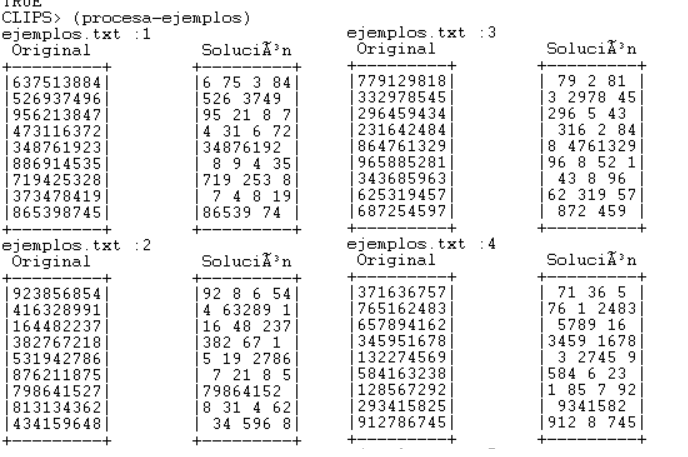 TRUE
CLIPS> (procesa-ejemplos)
ejemplos.txt :1
Original SoluciÃ³n
+---------+ +---------+
|637513884| |6 75 3 84|
|526937496| |526 3749 |
|956213847| |95 21 8 7|
|473116372| |4 31 6 72|
|348761923| |34876192 |
|886914535| | 8 9 4 35|
|719425328| |719 253 8|
|373478419| | 7 4 8 19|
|865398745| |86539 74 |
+---------+ +---------+
ejemplos.txt :2
Original SoluciÃ³n
+---------+ +---------+
|923856854| |92 8 6 54|
|416328991| |4 63289 1|
|164482237| |16 48 237|
|382767218| |382 67 1 |
|531942786| |5 19 2786|
|876211875| | 7 21 8 5|
|798641527| |79864152 |
|813134362| |8 31 4 62|
|434159648| | 34 596 8|
+---------+ +---------+
ejemplos.txt :3
Original SoluciÃ³n
+---------+ +---------+
|779129818| | 79 2 81 |
|332978545| |3 2978 45|
|296459434| |296 5 43 |
|231642484| | 316 2 84|
|864761329| |8 4761329|
|965885281| |96 8 52 1|
|343685963| | 43 8 96 |
|625319457| |62 319 57|
|687254597| | 872 459 |
+---------+ +---------+
ejemplos.txt :4
Original SoluciÃ³n
+---------+ +---------+
|371636757| | 71 36 5 |
|765162483| |76 1 2483|
|657894162| | 5789 16 |
|345951678| |3459 1678|
|132274569| | 3 2745 9|
|584163238| |584 6 23 |
|128567292| |1 85 7 92|
|293415825| | 9341582 |
|912786745| |912 8 745|
+---------+ +---------+